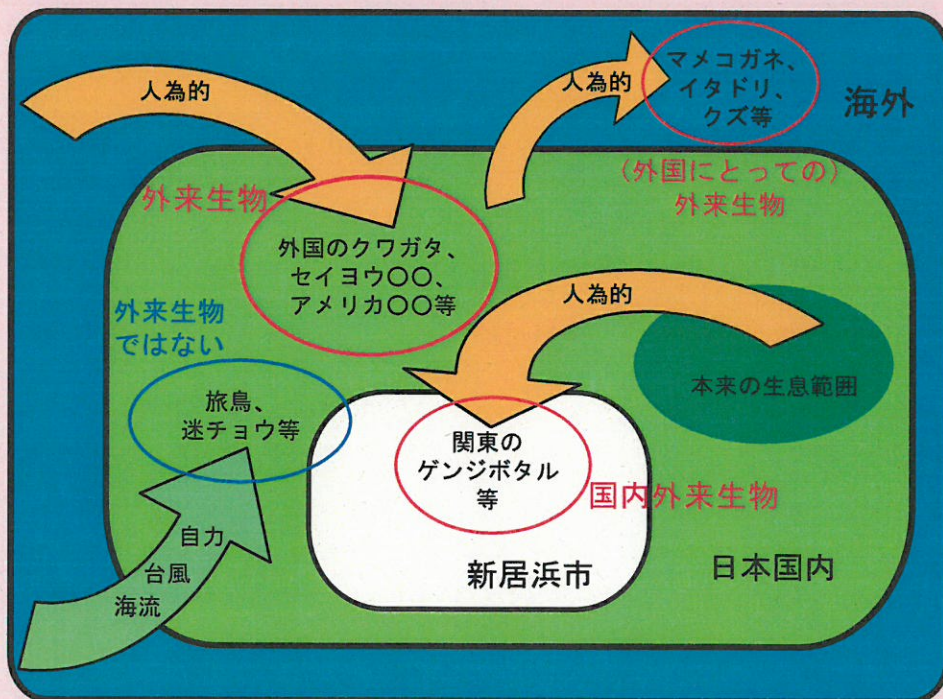 人為的
人為的
マメコガネ、
イタドリ、
クズ等
海外
(外国にとっての)
外来生物
外来生物
外国のクワガタ、
セイヨウ〇〇、
アメリカ〇〇等
人為的
外来生物
ではない
本来の生息範囲
旅鳥、
迷チョウ等
関東の
ゲンジボタル
等
国内外来生物
自力
台風
海流
新居浜市
日本国内